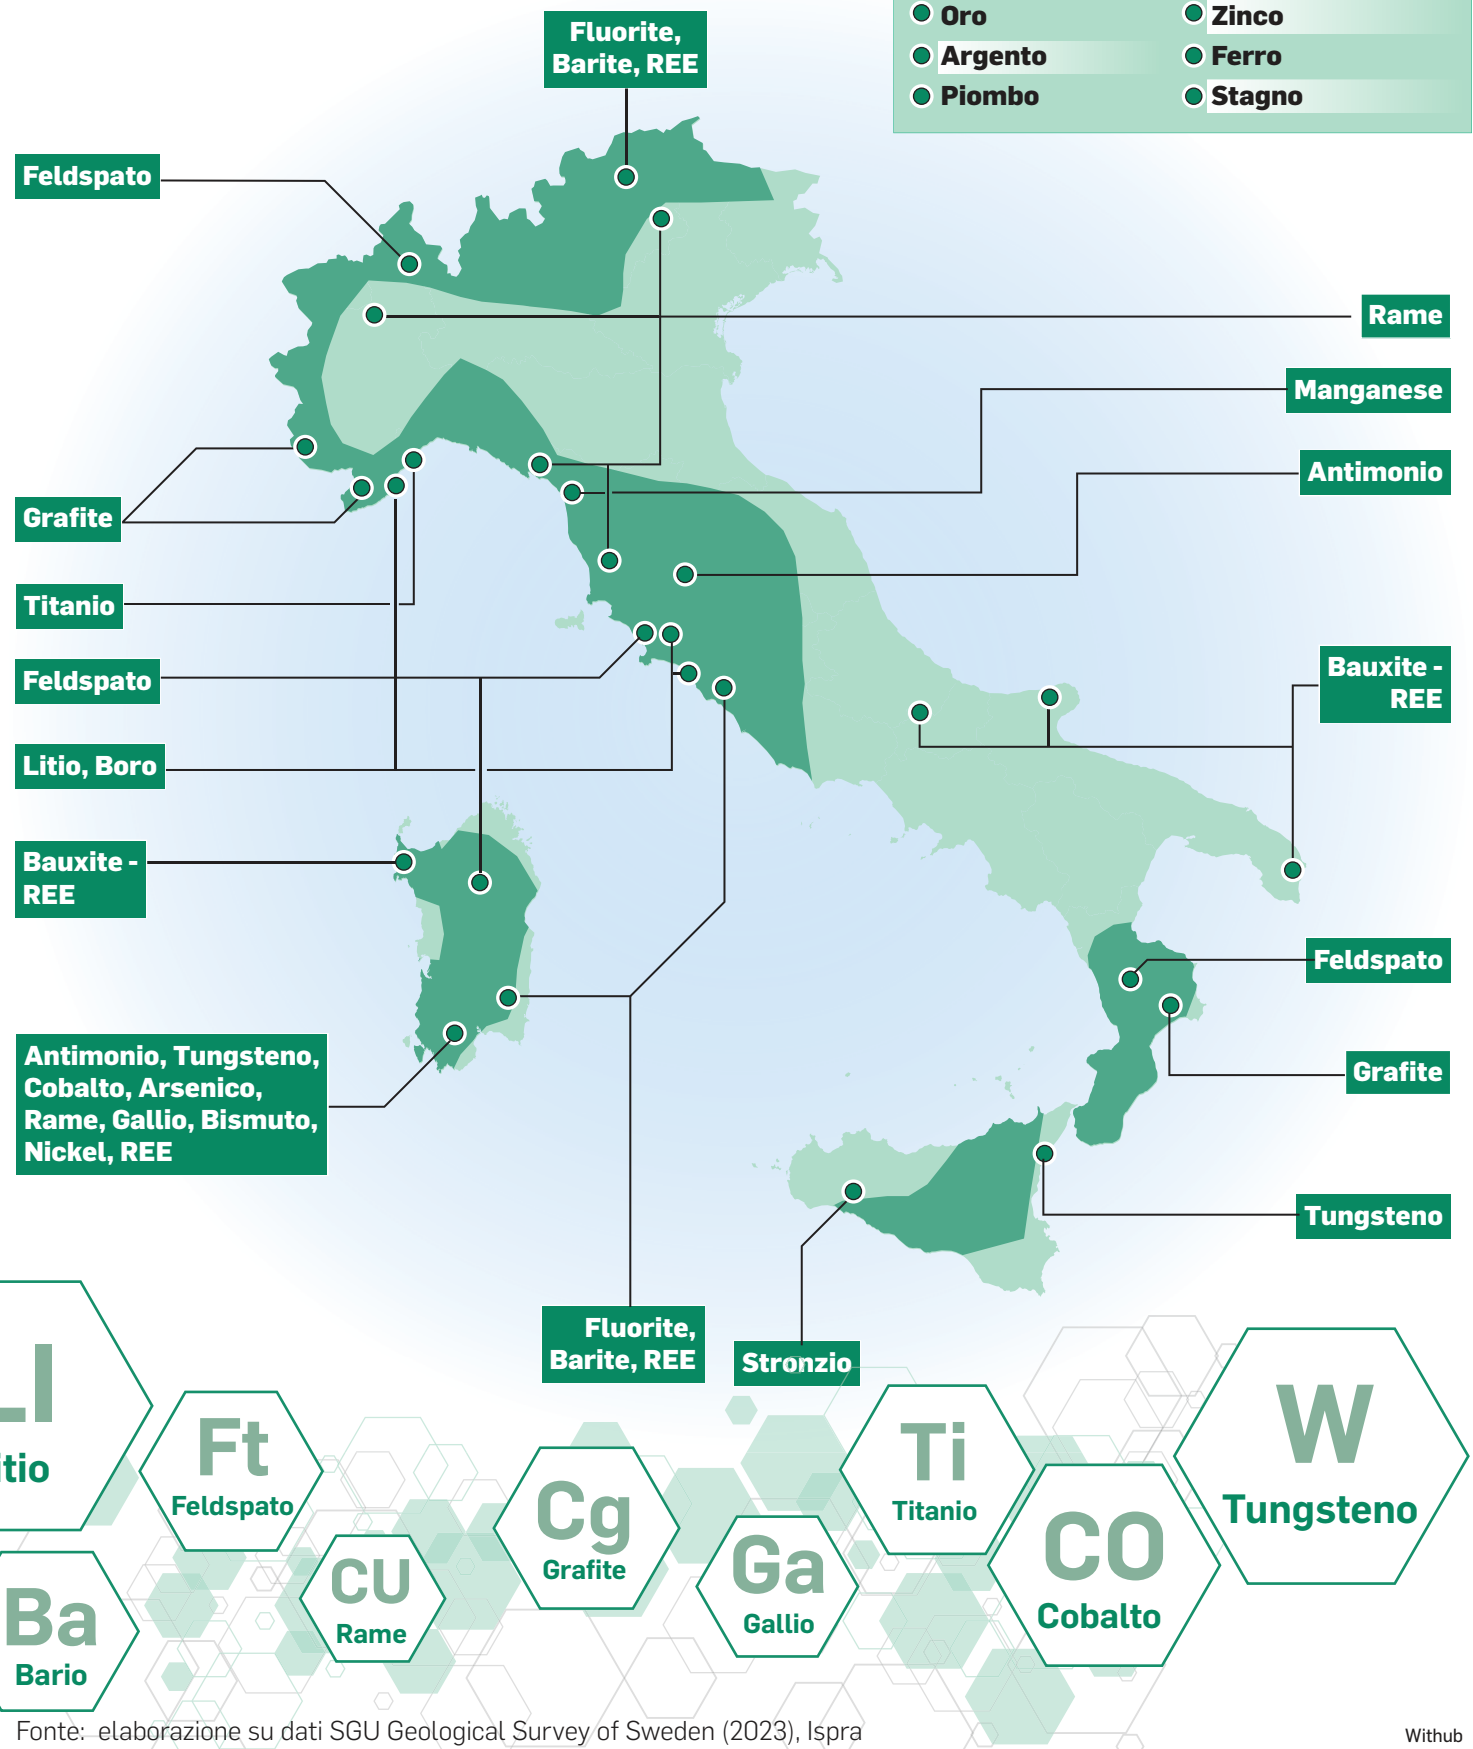 Oro
Zinco
Argento
Ferro
Piombo
Stagno
Fluorite,
Barite, REE
Feldspato
Rame
Manganese
Antimonio
Grafite
Titanio
Feldspato
Bauxite -
REE
Litio, Boro
Bauxite -
REE
Feldspato
Antimonio, Tungsteno,
Cobalto, Arsenico,
Rame, Gallio, Bismuto,
Nickel, REE
Grafite
Tungsteno
Fluorite,
Barite, REE
Stronzio
LI
itio
Ft
Feldspato
CU
Rame
Cg
Grafite
Ga
Gallio
Ti
Titanio
CO
Cobalto
W
Tungsteno
Ba
Bario
Fonte: elaborazione su dati SGU Geological Survey of Sweden (2023), Ispra
Withub